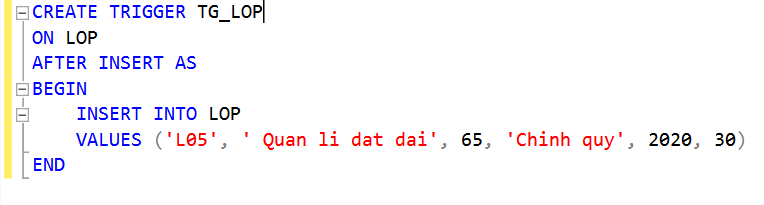 CREATE TRIGGER TG_LOP
ON LOP
AFTER INSERT AS
BEGIN
INSERT INTO LOP
VALUES ('L05', ' Quan li dat dai', 65, 'Chinh quy', 2020, 30)
END